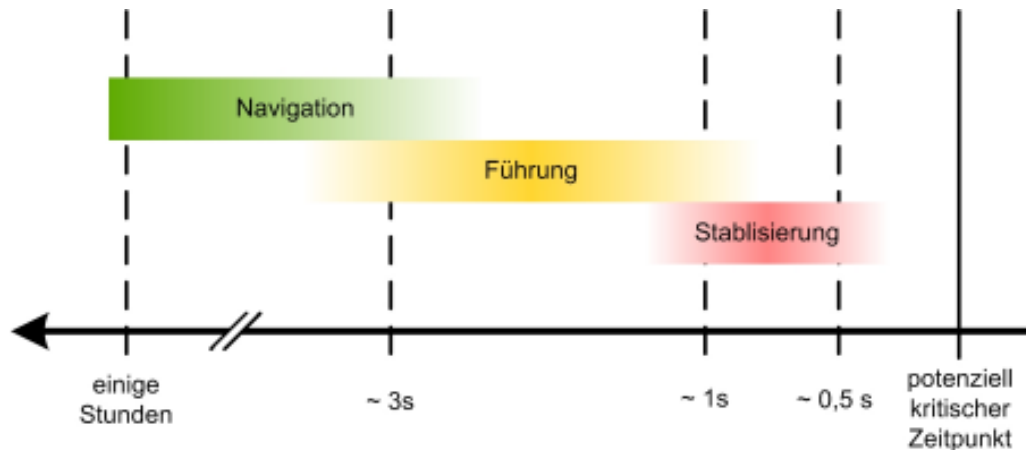 Navigation
Führung
Stablisierung
einige
Stunden
~ 3s
~ 1s
~ 0,5 s
potenziell
kritischer
Zeitpunkt